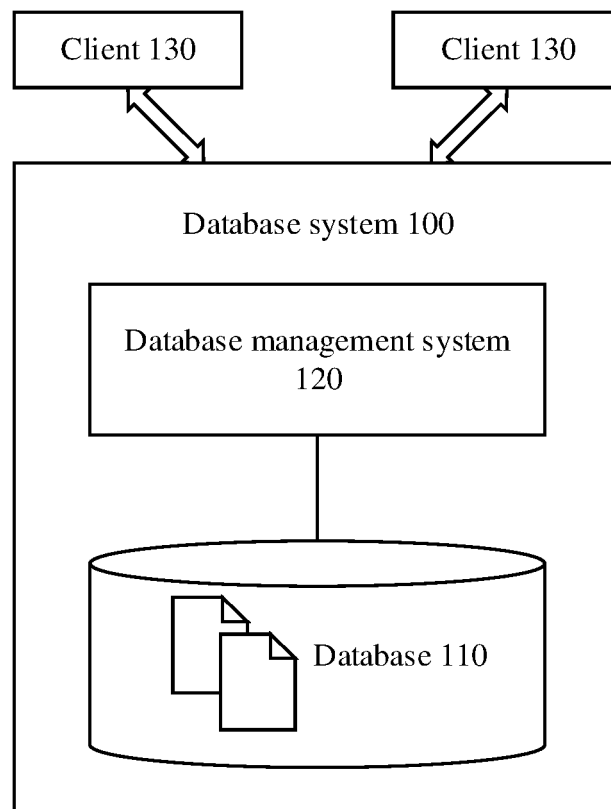 Client 130
Client 130
Database system 100
Database management system
120
Database 110